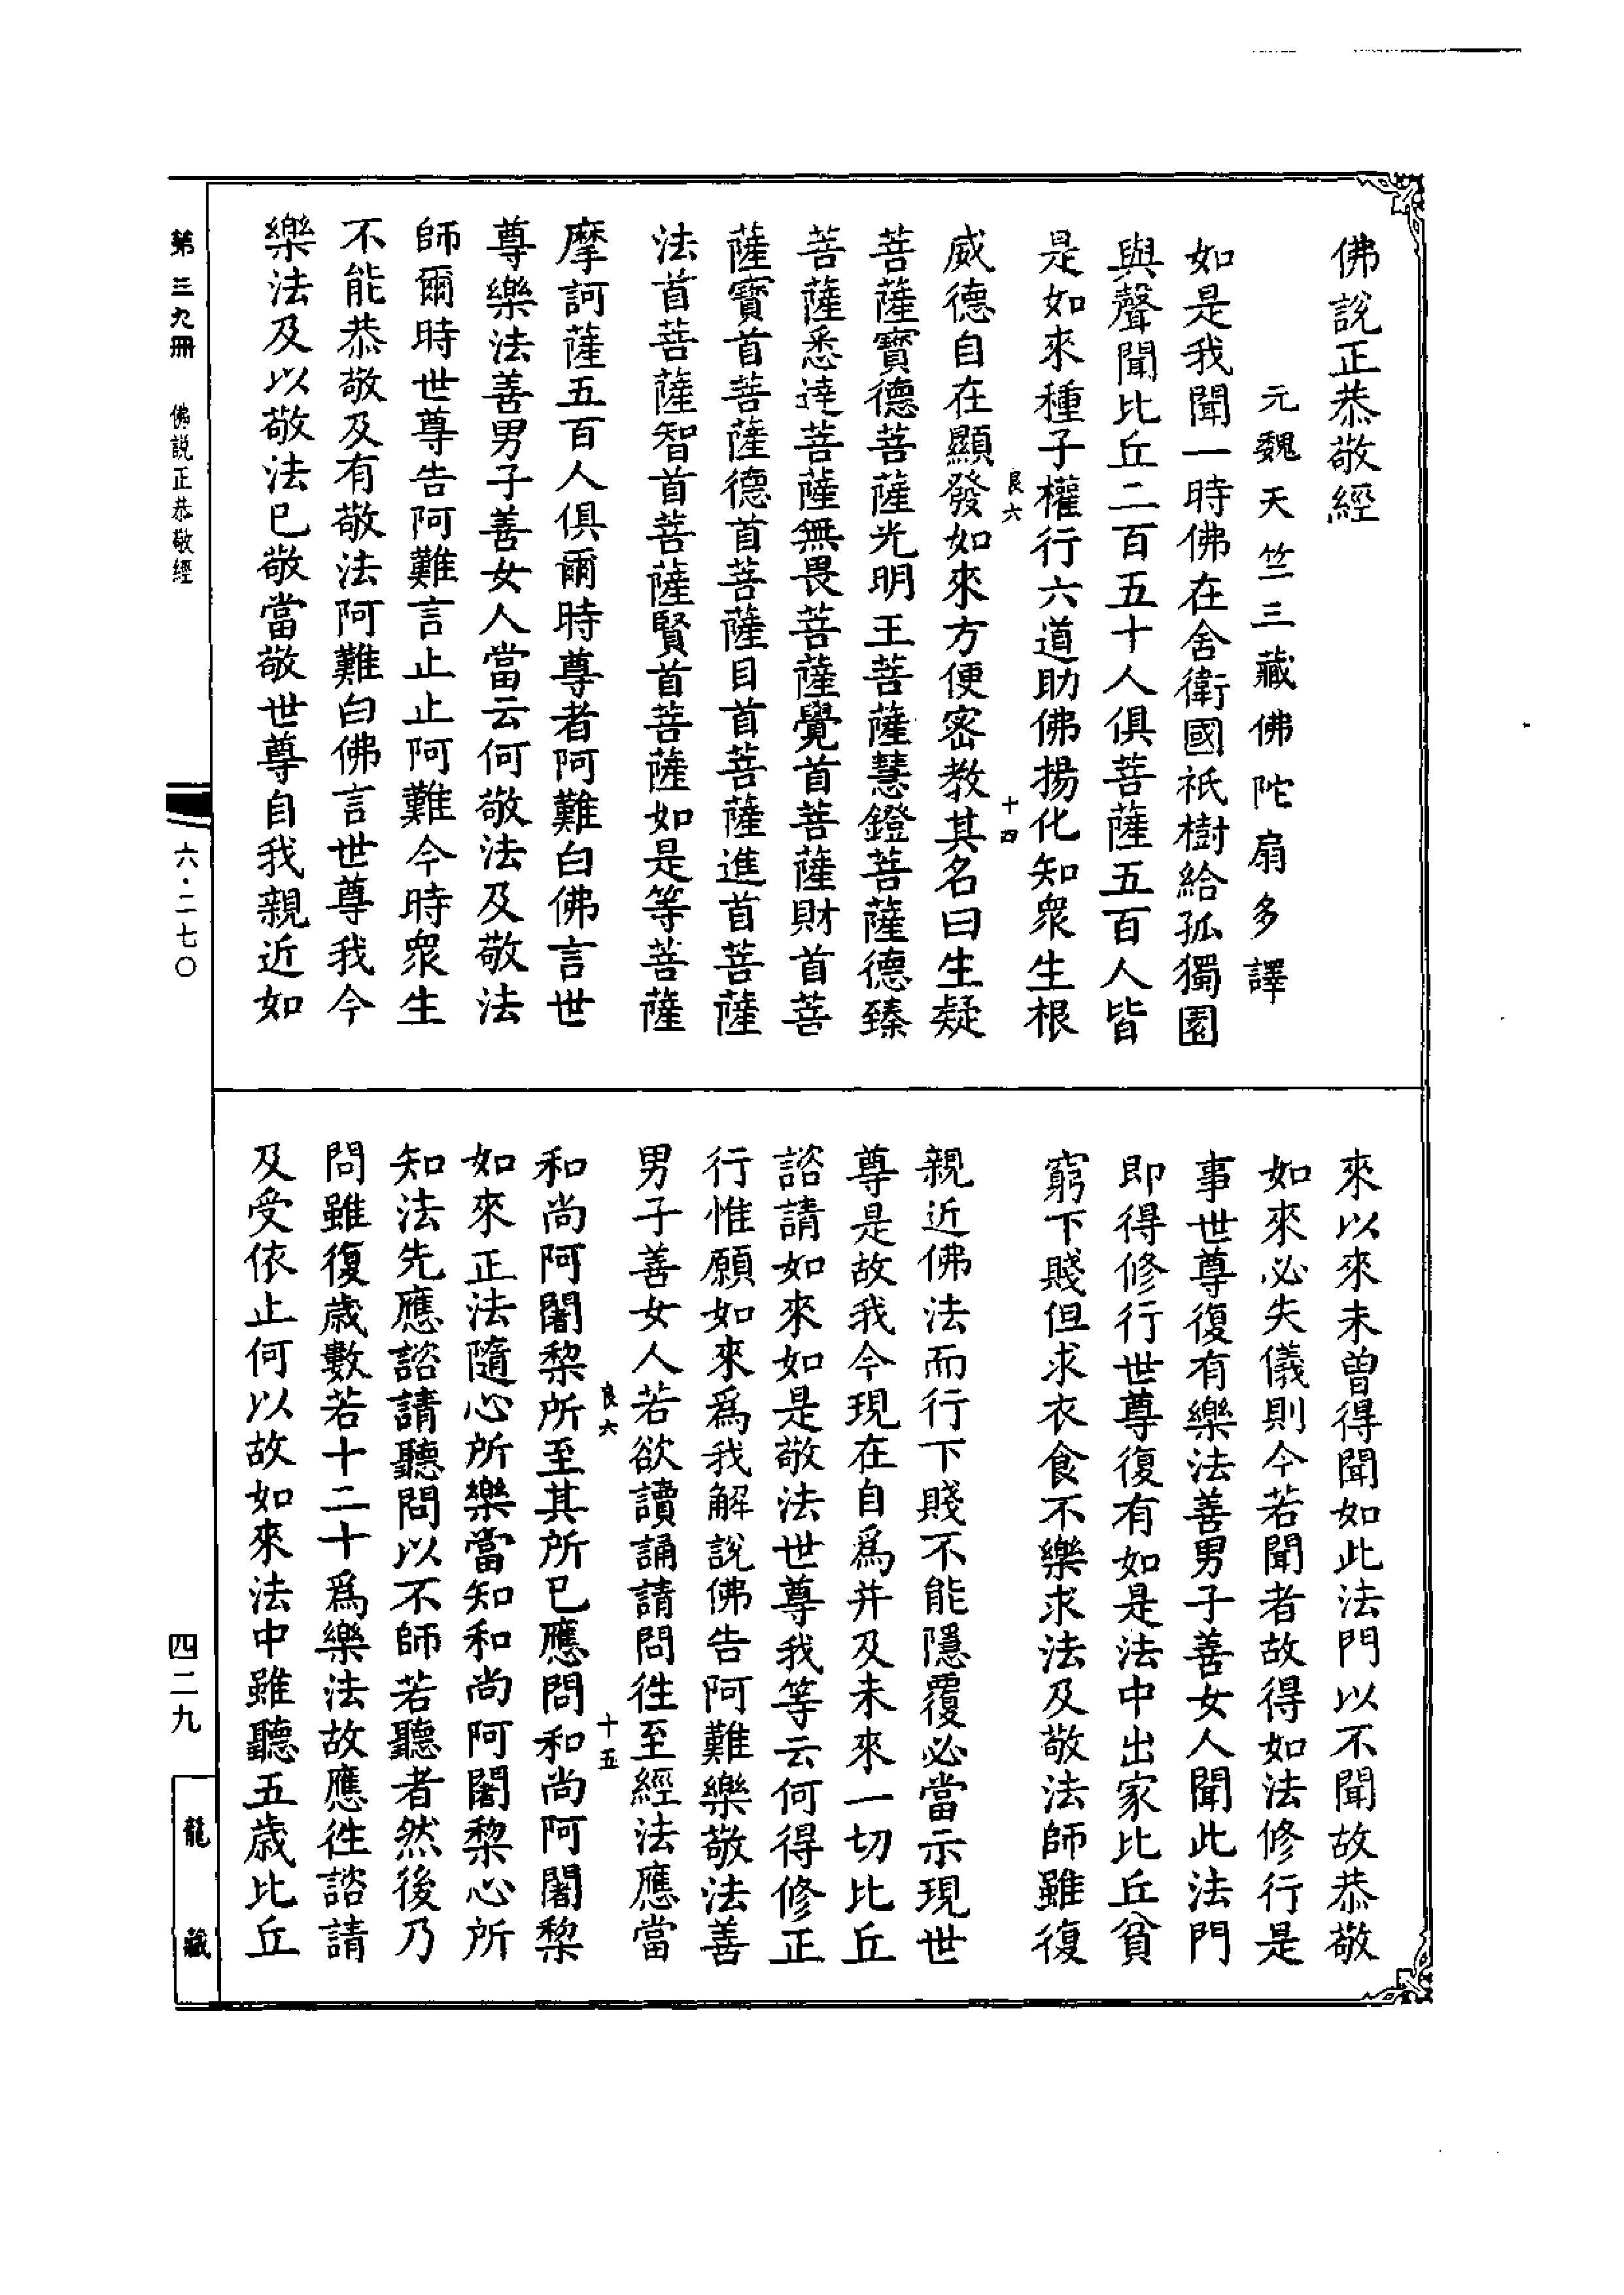 佛說正恭敬經
元魏天竺三藏佛陀扇多譯
如是我聞一時佛在舍衛國祇樹給孤獨園
與聲聞比丘二百五十人俱菩薩五百人皆
是如來種子權行六道助佛揚化知衆生根
良六
十四
威德自在顯發如來方便密教其名曰生疑
菩薩寶德菩薩光明王菩薩慧鐙菩薩德臻
菩薩悉達菩薩無畏菩薩覺首菩薩財首菩
薩寶首菩薩德首菩薩目首菩薩進首菩薩
法首菩薩智首菩薩賢首菩薩如是等菩薩
摩訶薩五百人俱爾時尊者阿難白佛言世
尊樂法善男子善女人當云何敬法及敬法
師爾時世尊告阿難言止止阿難今時衆生
不能恭敬及有敬法阿難白佛言世尊我今
樂法及以敬法已敬當敬世尊自我親近如
來以來未曾得聞如此法門以不聞故恭敬
如來必失儀則今若聞者故得如法修行是
事世尊復有樂法善男子善女人聞此法門
即得修行世尊復有如是法中出家比丘貧
窮下賤但求衣食不樂求法及敬法師雖復
親近佛法而行下賤不能隱覆必當示現世
尊是故我今現在自爲并及未來一切比丘
諮請如來如是敬法世尊我等云何得修正
行惟願如來爲我解說佛告阿難樂敬法善
男子善女人若欲讀誦請問徃至經法應當
良六
十五
和尚阿闍梨所至其所已應問和尚阿闍梨
如來正法隨心所樂當知和尚阿闍梨心所
知法先應諮請聽問以不師若聽者然後乃
問雖復歲數若十二十爲樂法故應徃諮請
及受依止何以故如來法中雖聽五歲比丘
第三九冊 佛説正恭敬經
六·二七〇
四二九
龍藏